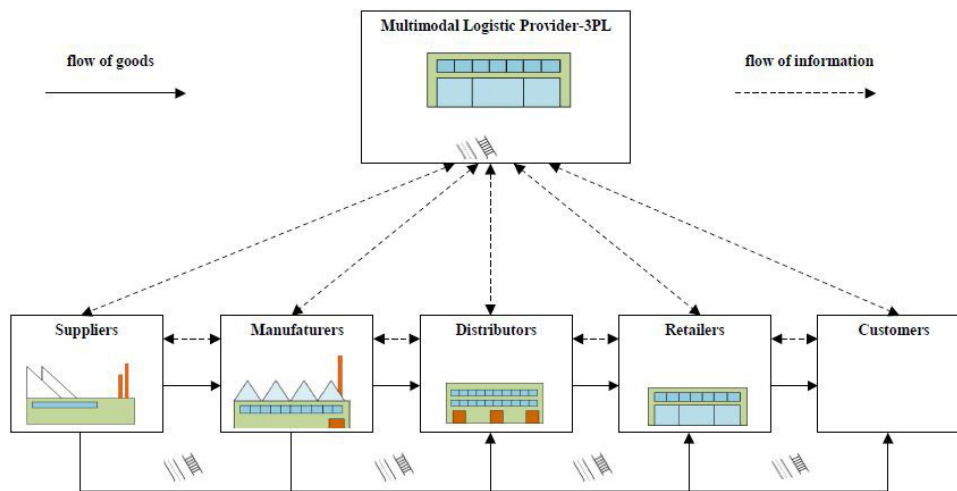 Multimodal Logistic Provider-3PL
flow of goods
flow of information
Suppliers
Manufaturers
Distributors
Retailers
Customers